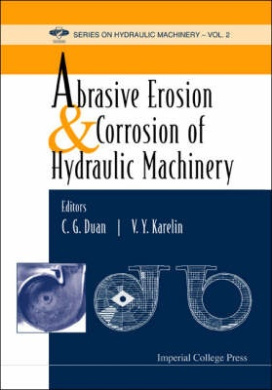 SERIES ON HYDRAULIC MACHINERY – VOL. 2
Abrasive Erosion
& Corrosion of
Hydraulic Machinery
Editors
C. G. Duan | V. Y. Karelin
Imperial College Press